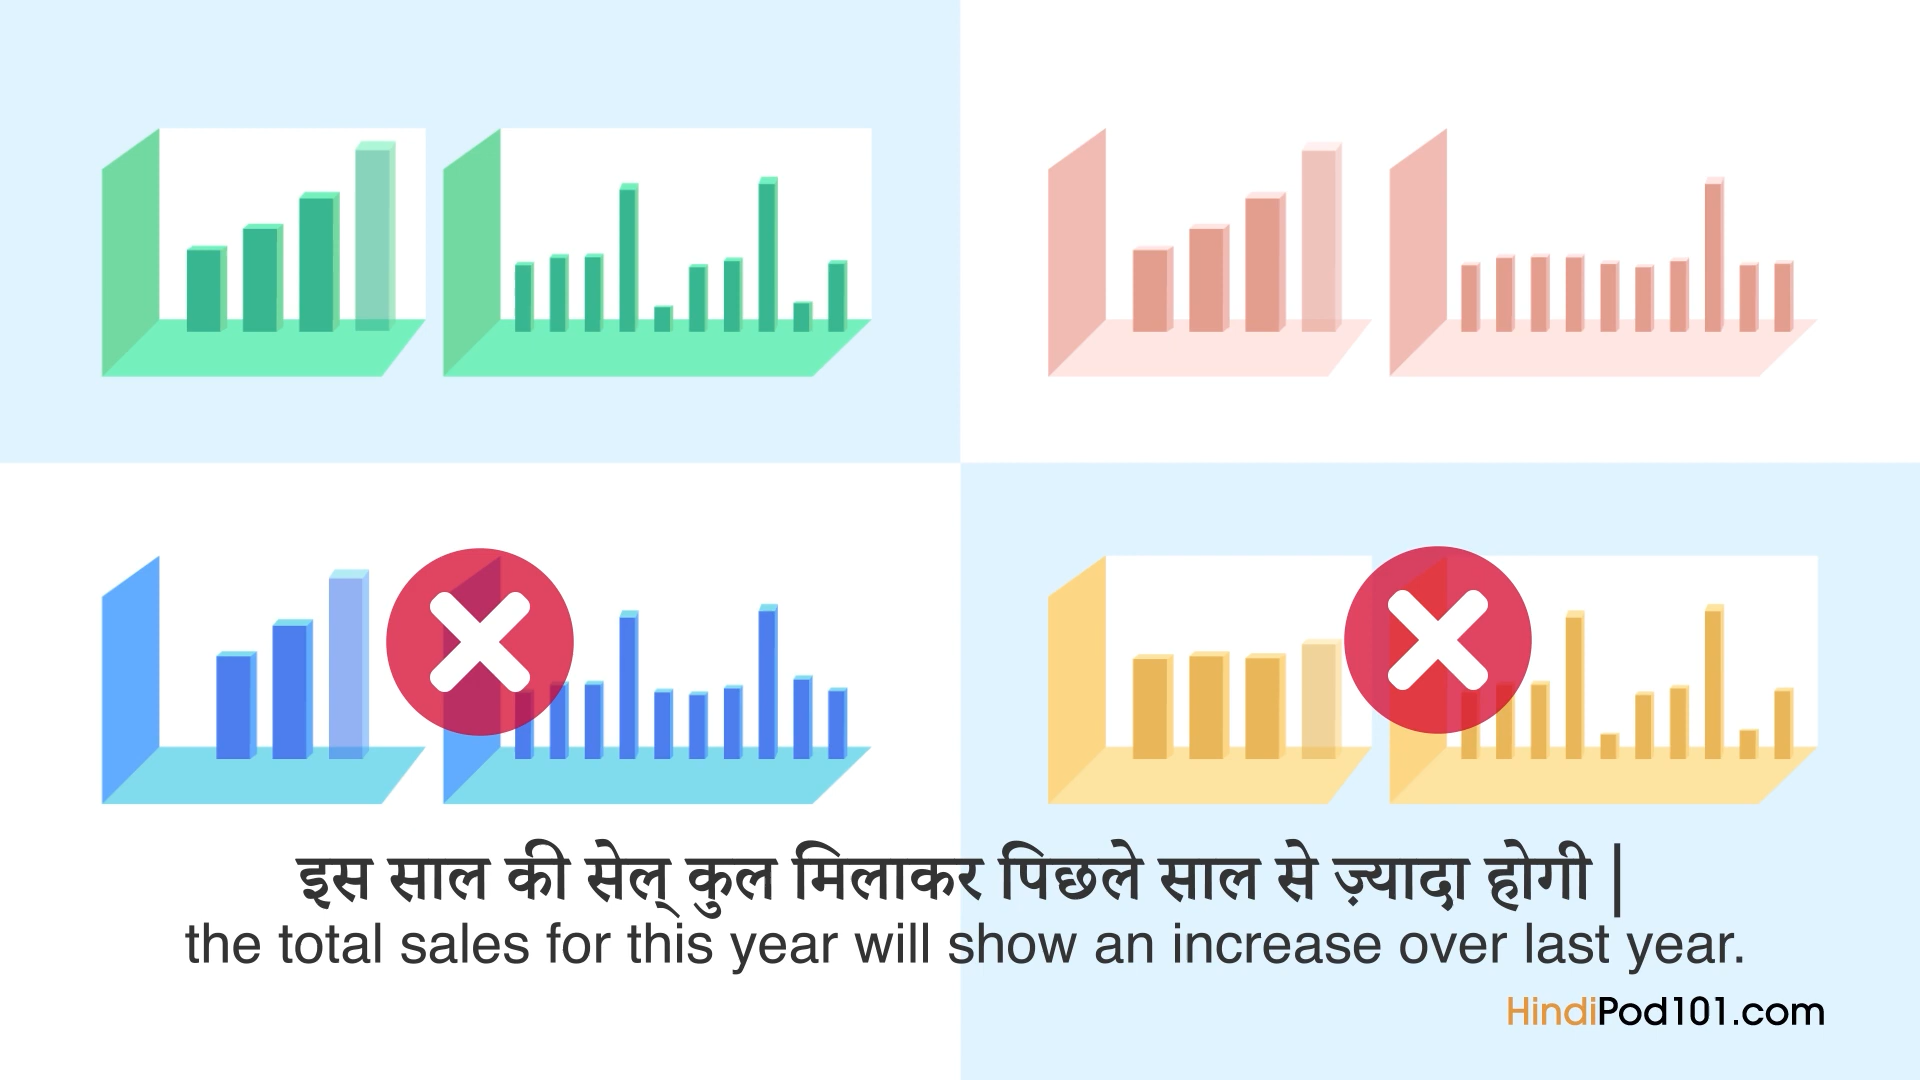 इस साल की सेल् कुल मिलाकर पिछले साल से ज़्यादा होगी |
the total sales for this year will show an increase over last year.
HindiPod101.com